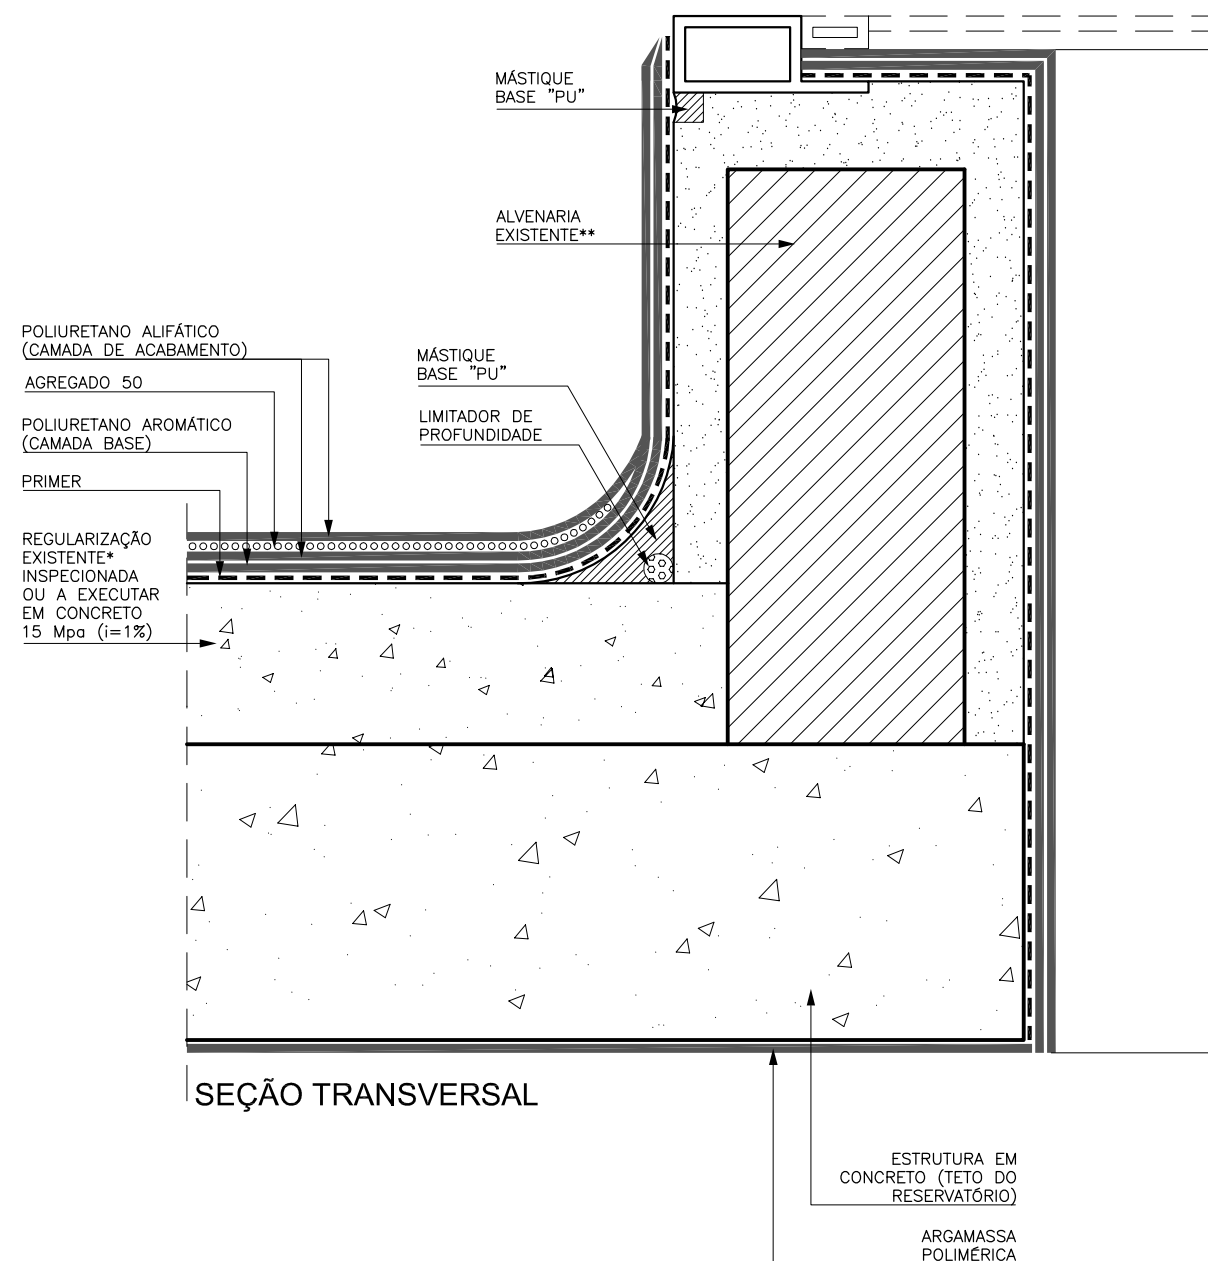 MÁSTIQUE
BASE "PU"
ALVENARIA
EXISTENTE**
POLIURETANO ALIFÁTICO
(CAMADA DE ACABAMENTO)
AGREGADO 50
POLIURETANO AROMÁTICO
(CAMADA BASE)
PRIMER
MÁSTIQUE
BASE "PU"
LIMITADOR DE
PROFUNDIDADE
REGULARIZAÇÃO
EXISTENTE*
INSPECIONADA
OU A EXECUTAR
EM CONCRETO
15 Mpa (i=1%)
SEÇÃO TRANSVERSAL
ESTRUTURA EM
CONCRETO (TETO DO
RESERVATÓRIO)
ARGAMASSA
POLIMÉRICA